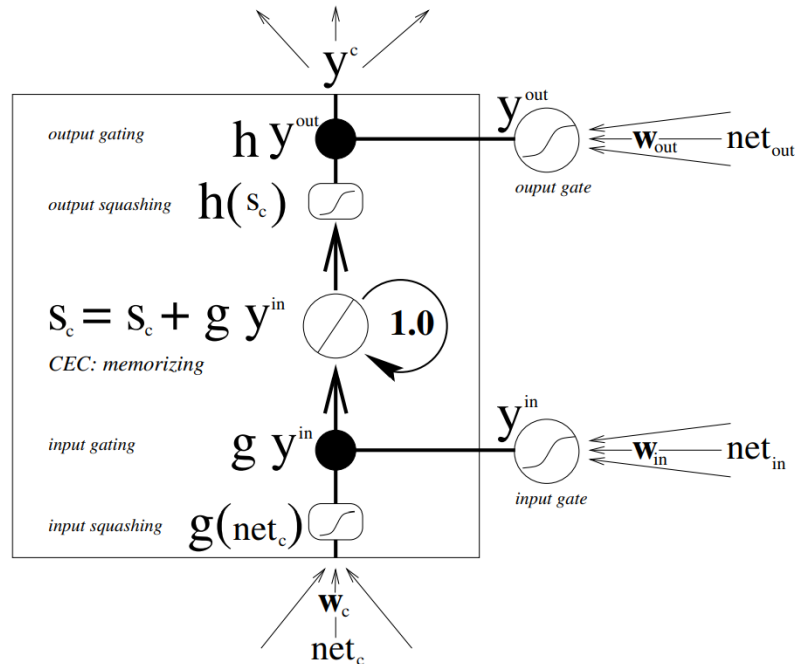 y^c
output gating
h y^out
y^out
w_out
net_out
ouput gate
output squashing
h(s_c)
s_c = s_c + g y^in
1.0
CEC: memorizing
input gating
g y^in
y^in
w_in
net_in
input gate
input squashing
g(net_c)
w_c
net_c